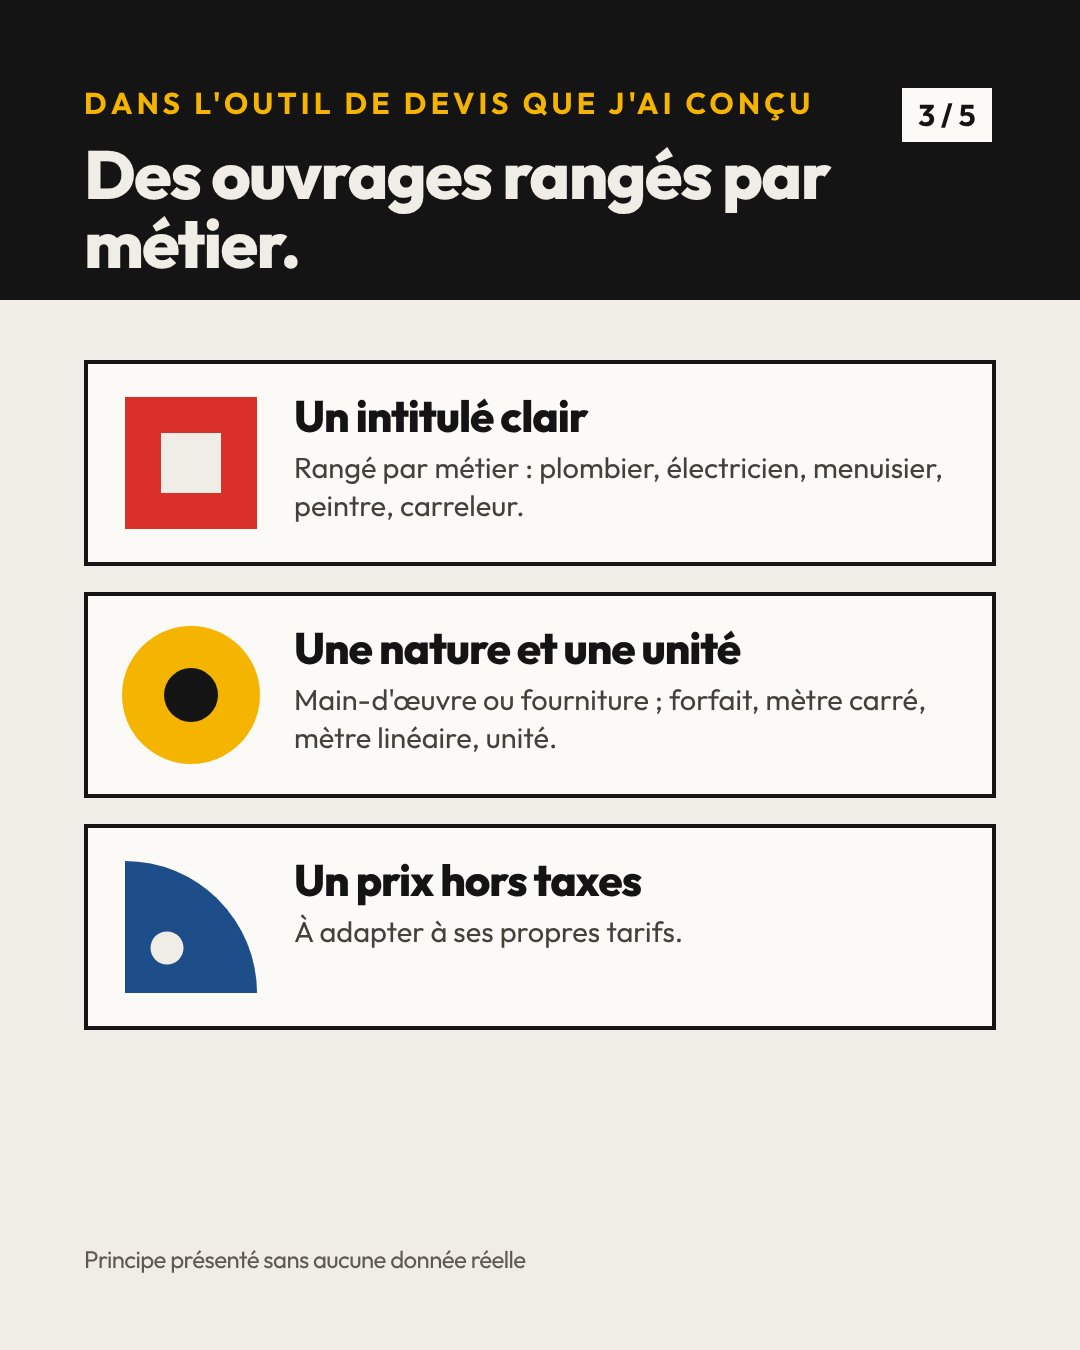 DANS L'OUTIL DE DEVIS QUE J'AI CONÇU
3 / 5
Des ouvrages rangés par
métier.
Un intitulé clair
Rangé par métier : plombier, électricien, menuisier,
peintre, carreleur.
Une nature et une unité
Main-d'œuvre ou fourniture ; forfait, mètre carré,
mètre linéaire, unité.
Un prix hors taxes
À adapter à ses propres tarifs.
Principe présenté sans aucune donnée réelle